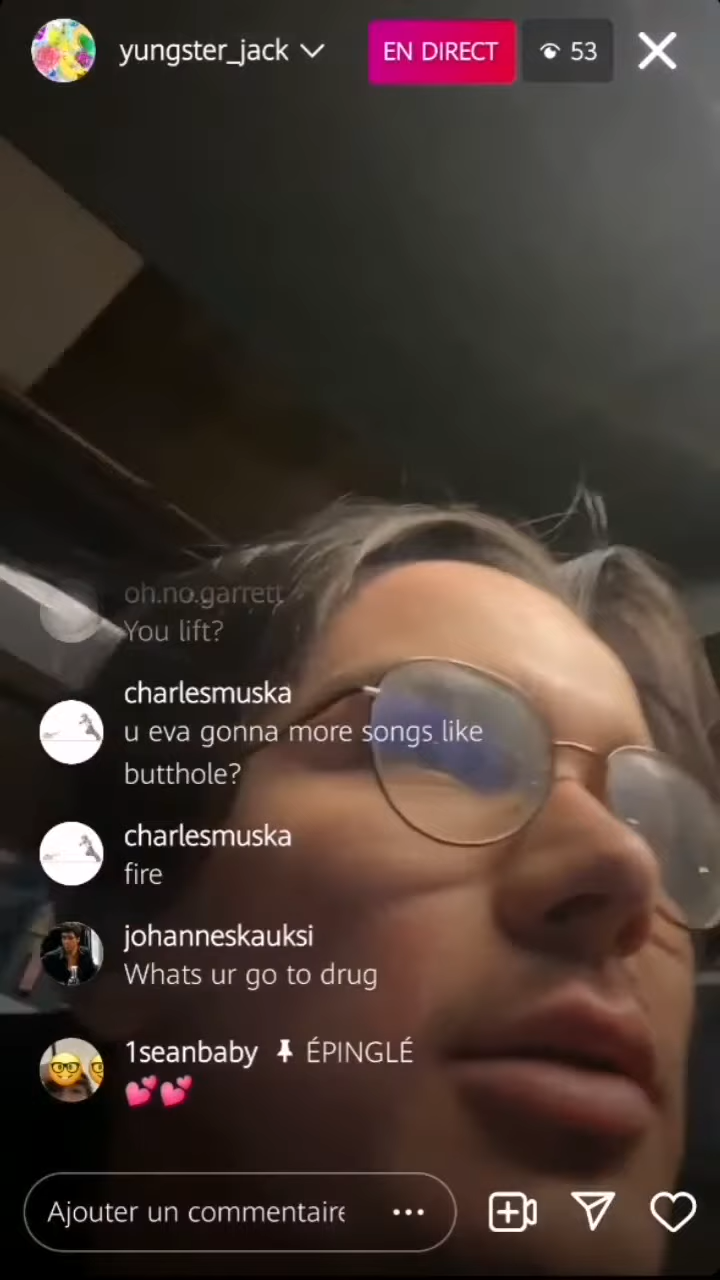 yungster_jack
EN DIRECT
53
oh.no.garrett
You lift?
charlesmuska
u eva gonna more songs like
butthole?
charlesmuska
fire
johanneskauksi
Whats ur go to drug
1seanbaby ÉPINGLÉ
💕💕
Ajouter un commentaire